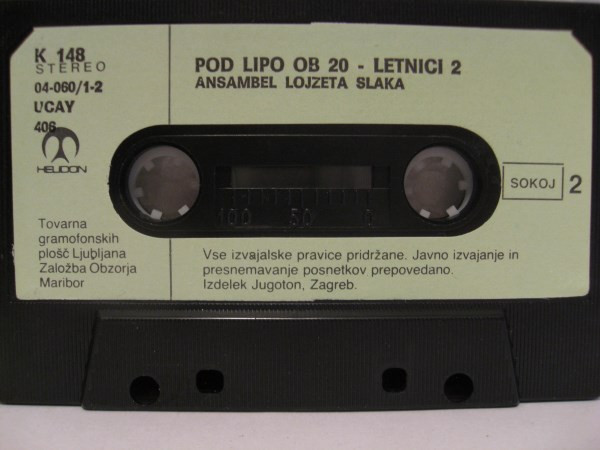 K 148
STEREO
04-060/1-2
UCAY
406
HELIDON
POD LIPO OB 20 - LETNICI 2
ANSAMBEL LOJZETA SLAKA
100 50 0
SOKOJ 2
Tovarna
gramofonskih
plošč Ljubljana
Založba Obzorja
Maribor
Vse izvajalske pravice pridržane. Javno izvajanje in
presnemavanje posnetkov prepovedano.
Izdelek Jugoton, Zagreb.